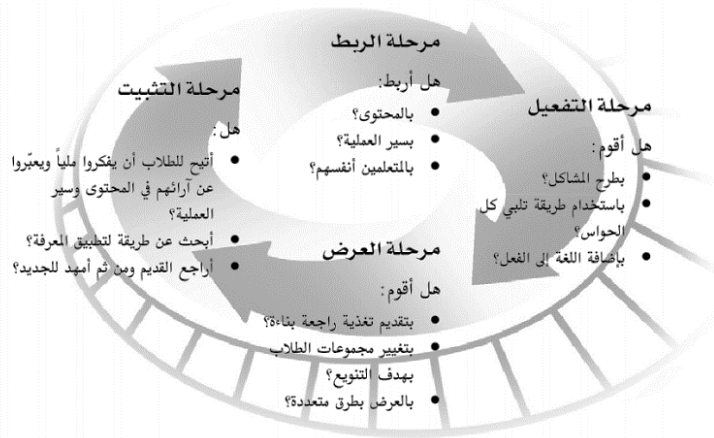 مرحلة الربط
هل أربط:
• بالمحتوى؟
• بسير العملية؟
• بالمتعلمين أنفسهم؟
مرحلة التفعيل
هل أقوم:
• بطرح المشاكل؟
• باستخدام طريقة تلبي كل
الحواس؟
• بإضافة اللغة إلى الفعل؟
مرحلة العرض
هل أقوم:
• بتقديم تغذية راجعة بناءة؟
• بتغيير مجموعات الطلاب
بهدف التنويع؟
• بالعرض بطرق متعددة؟
مرحلة التثبيت
هل:
• أتيح للطلاب أن يفكروا ملياً ويعبّروا
عن آرائهم في المحتوى وسير
العملية؟
• أبحث عن طريقة لتطبيق المعرفة؟
• أراجع القديم ومن ثم أمهد للجديد؟